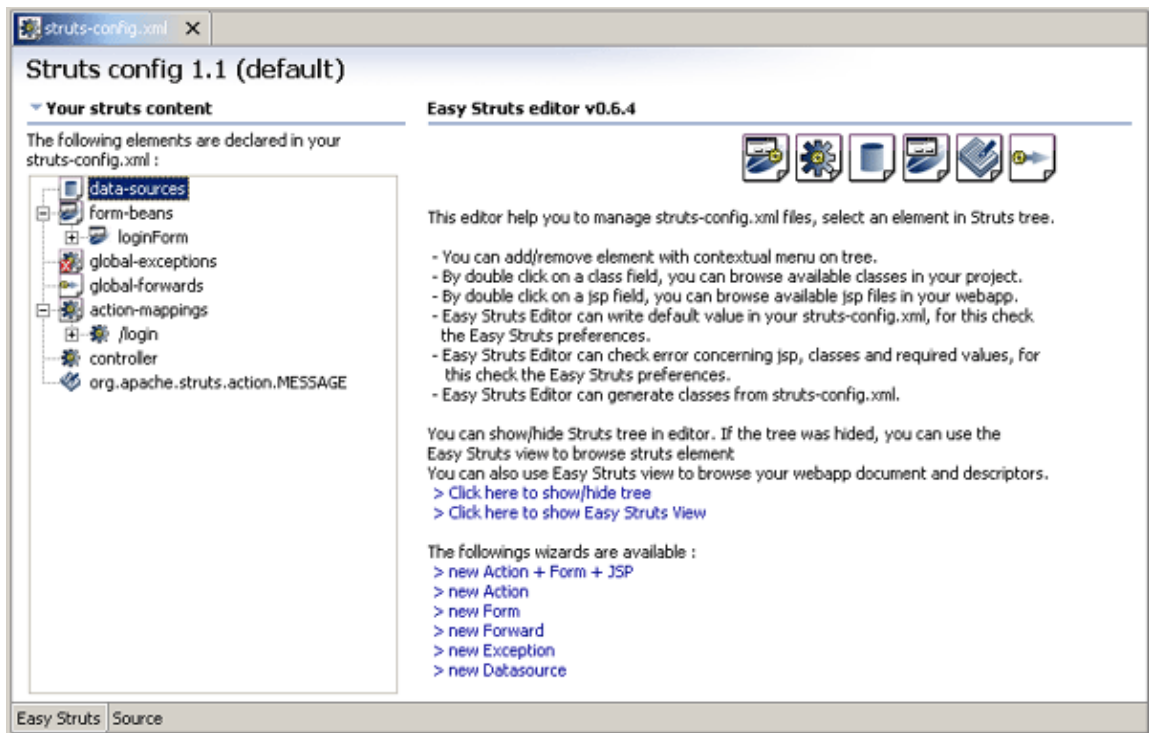 struts-config.xml
Struts config 1.1 (default)
Your struts content
The following elements are declared in your
struts-config.xml :
data-sources
form-beans
loginForm
global-exceptions
global-forwards
action-mappings
/login
controller
org.apache.struts.action.MESSAGE
Easy Struts editor v0.6.4
This editor help you to manage struts-config.xml files, select an element in Struts tree.
- You can add/remove element with contextual menu on tree.
- By double click on a class field, you can browse available classes in your project.
- By double click on a jsp field, you can browse available jsp files in your webapp.
- Easy Struts Editor can write default value in your struts-config.xml, for this check
the Easy Struts preferences.
- Easy Struts Editor can check error concerning jsp, classes and required values, for
this check the Easy Struts preferences.
- Easy Struts Editor can generate classes from struts-config.xml.
You can show/hide Struts tree in editor. If the tree was hided, you can use the
Easy Struts view to browse struts element
You can also use Easy Struts view to browse your webapp document and descriptors.
> Click here to show/hide tree
> Click here to show Easy Struts View
The followings wizards are available :
> new Action + Form + JSP
> new Action
> new Form
> new Forward
> new Exception
> new Datasource
Easy Struts Source